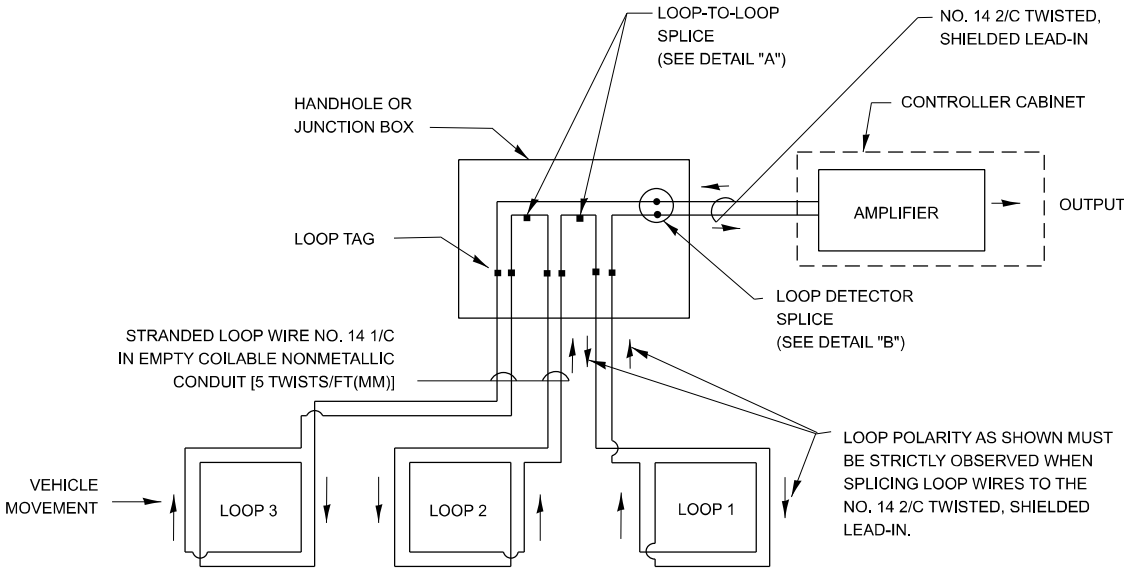 LOOP-TO-LOOP
SPLICE
(SEE DETAIL "A")
NO. 14 2/C TWISTED,
SHIELDED LEAD-IN
HANDHOLE OR
JUNCTION BOX
CONTROLLER CABINET
AMPLIFIER
OUTPUT
LOOP TAG
LOOP DETECTOR
SPLICE
(SEE DETAIL "B")
STRANDED LOOP WIRE NO. 14 1/C
IN EMPTY COILABLE NONMETALLIC
CONDUIT [5 TWISTS/FT(MM)]
LOOP POLARITY AS SHOWN MUST
BE STRICTLY OBSERVED WHEN
SPLICING LOOP WIRES TO THE
NO. 14 2/C TWISTED, SHIELDED
LEAD-IN.
VEHICLE
MOVEMENT
LOOP 3
LOOP 2
LOOP 1